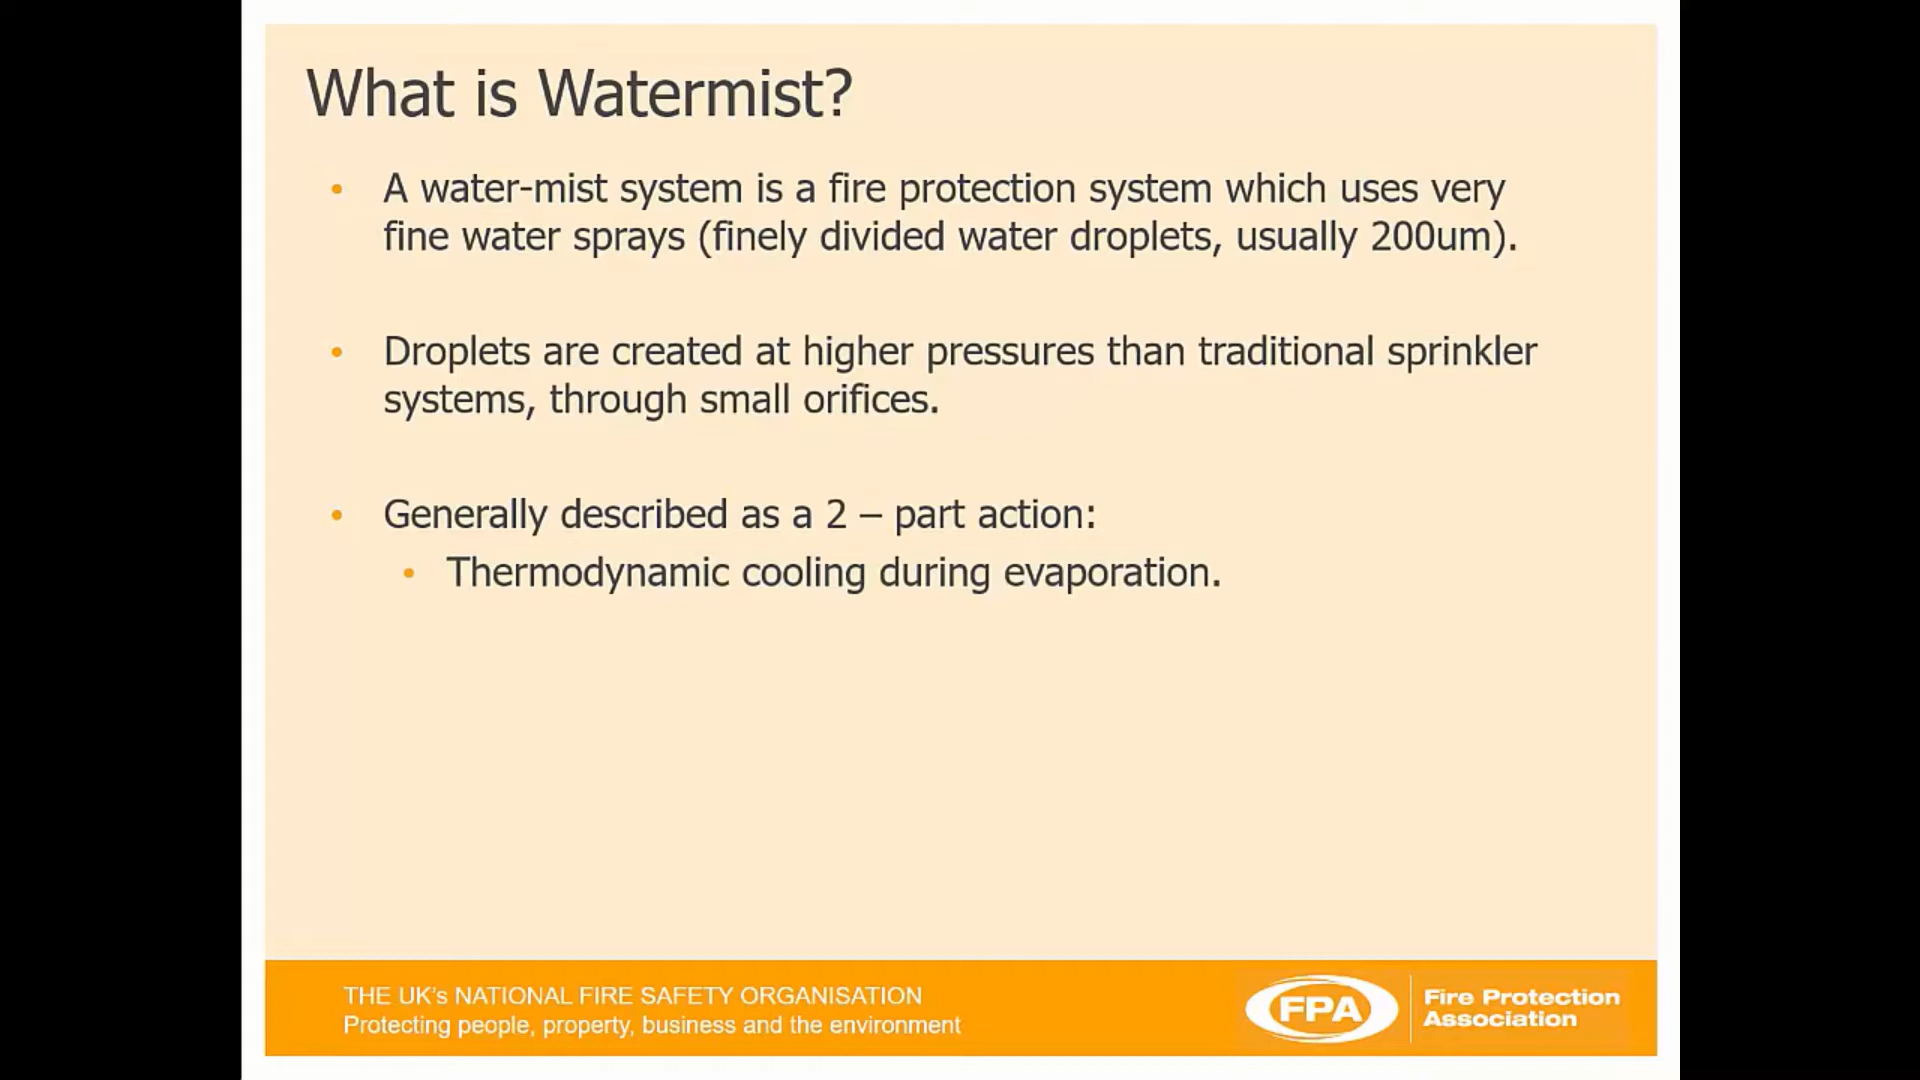 What is Watermist?
• A water-mist system is a fire protection system which uses very
fine water sprays (finely divided water droplets, usually 200um).
• Droplets are created at higher pressures than traditional sprinkler
systems, through small orifices.
• Generally described as a 2 – part action:
• Thermodynamic cooling during evaporation.
THE UK's NATIONAL FIRE SAFETY ORGANISATION
Protecting people, property, business and the environment
FPA
Fire Protection
Association